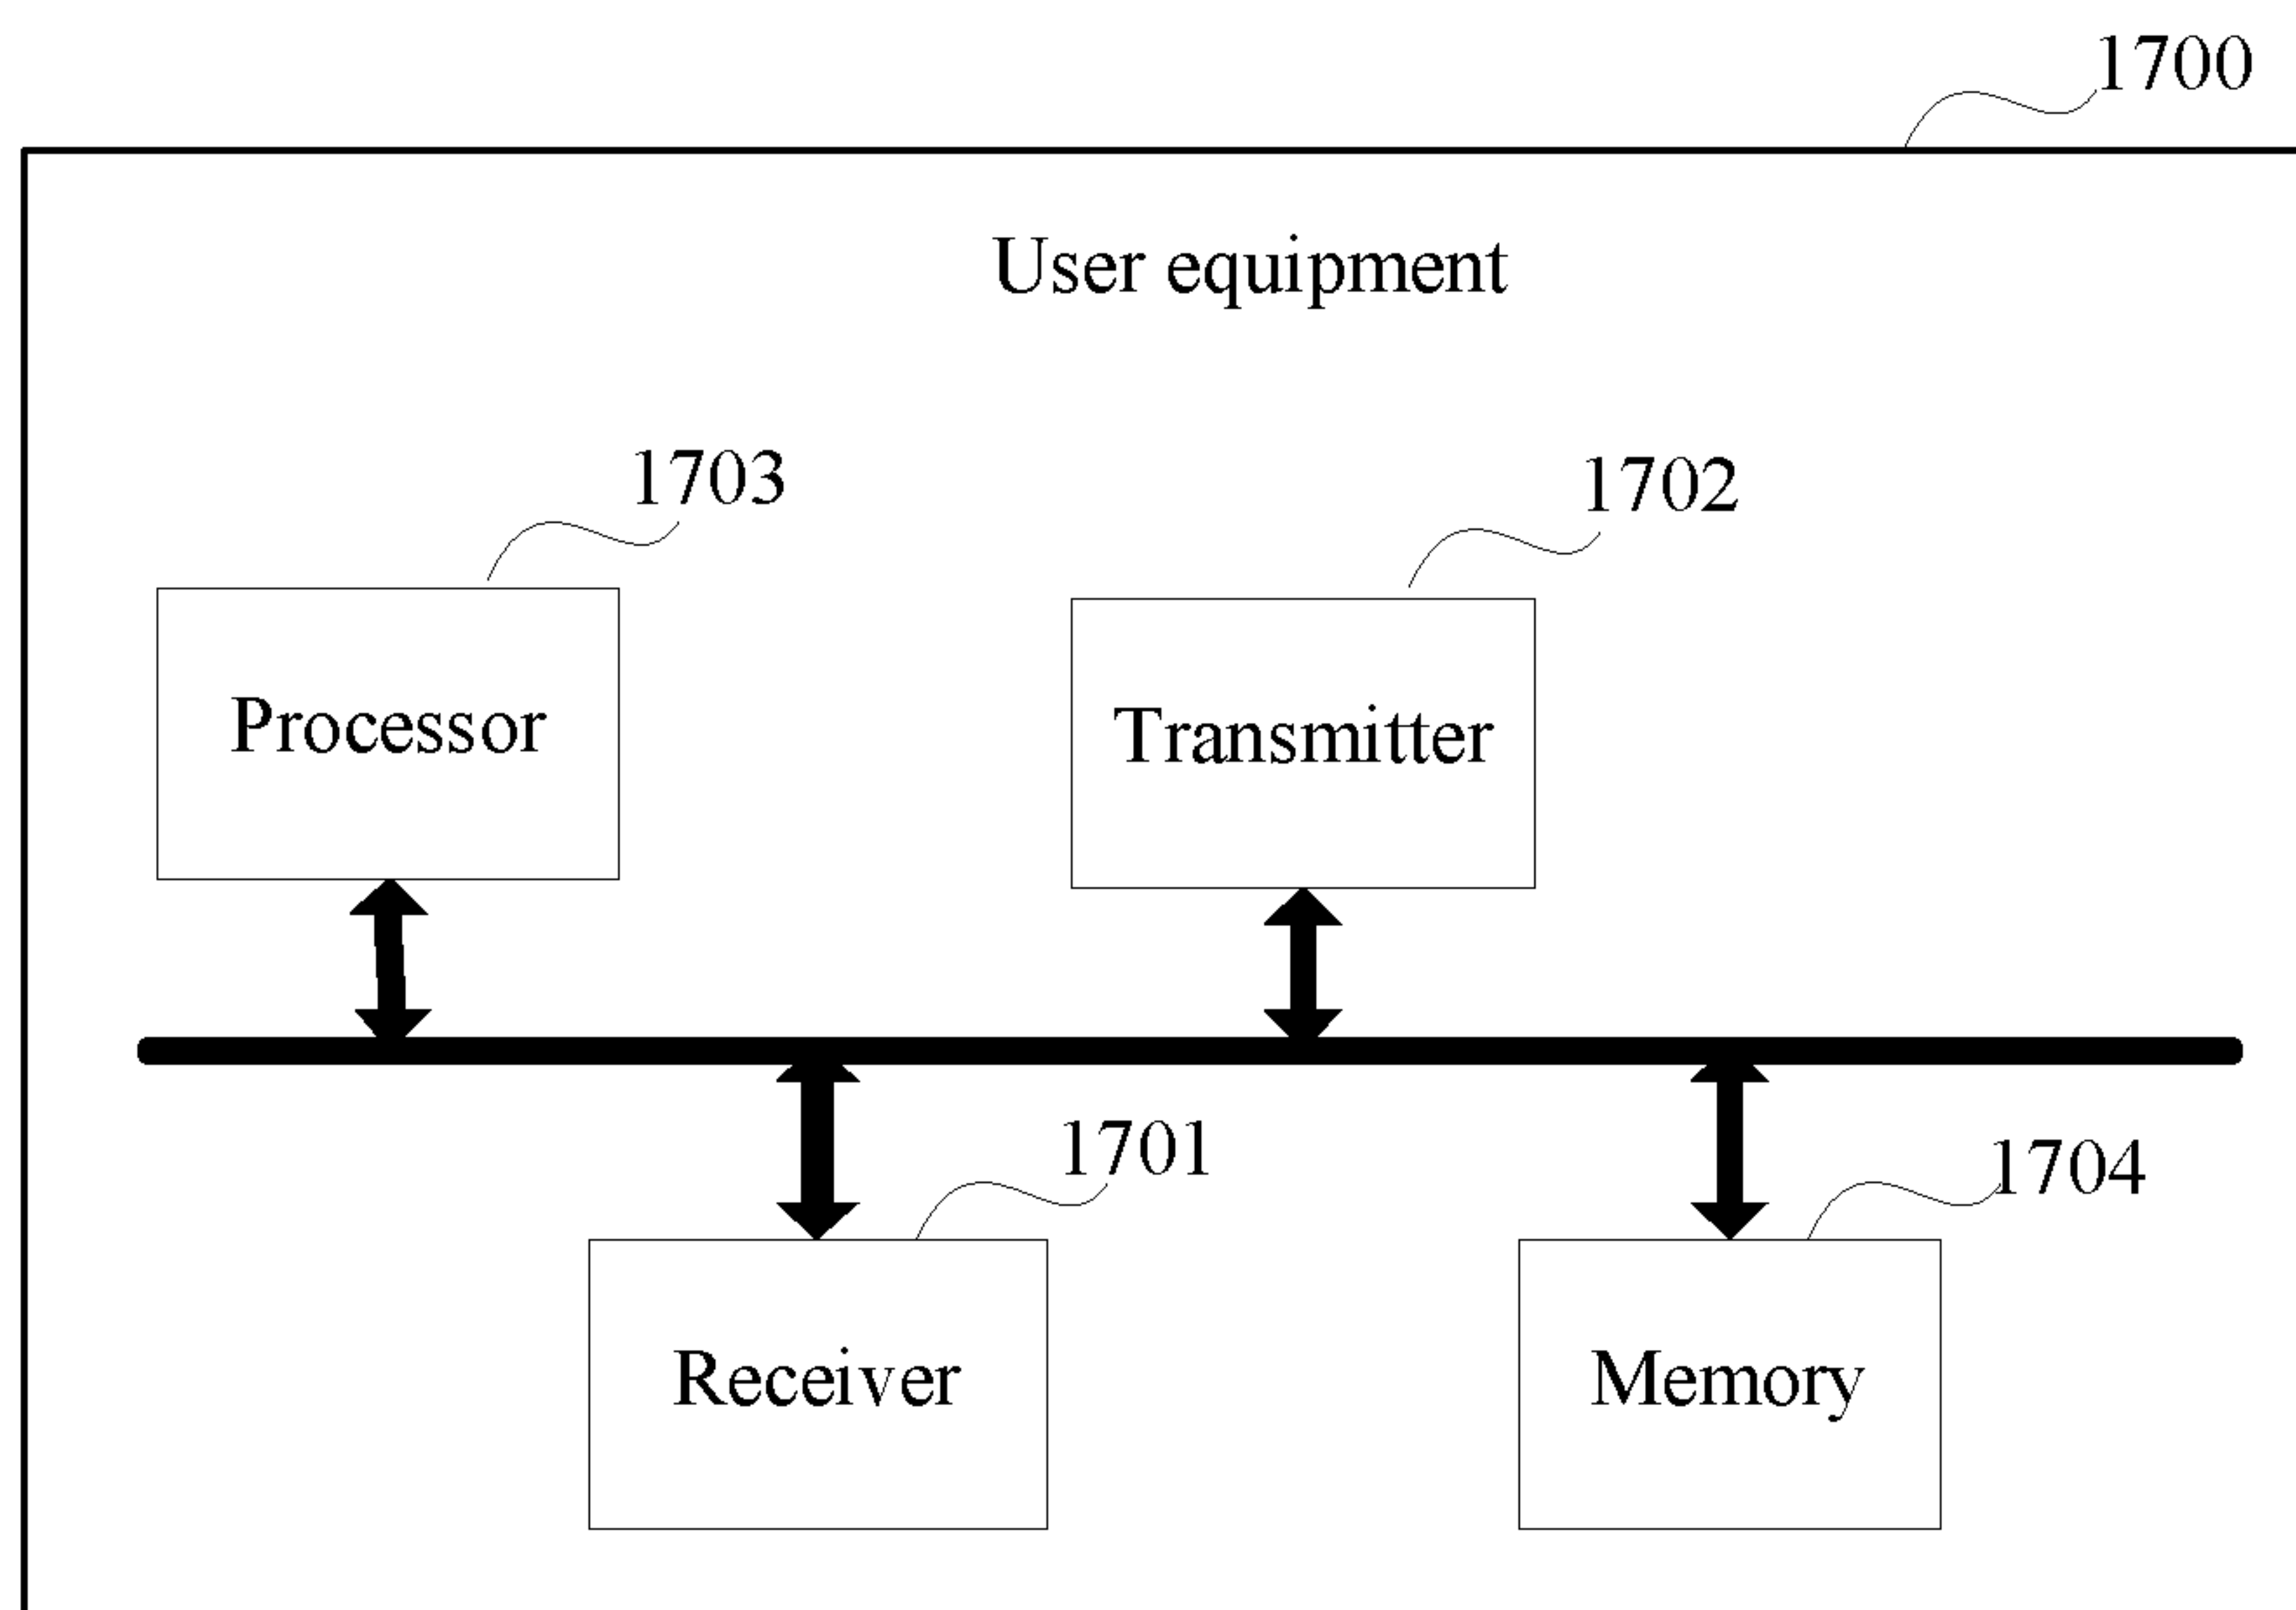 1700
User equipment
1703
1702
Processor
Transmitter
1701
1704
Receiver
Memory